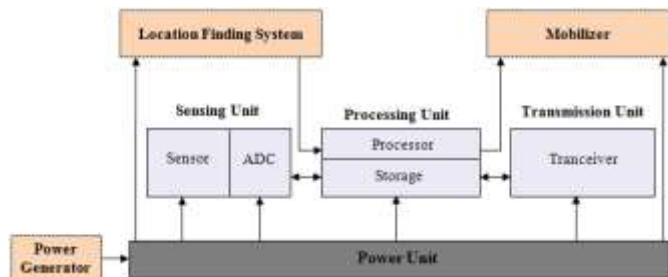 Location Finding System
Mobilizer
Sensing Unit
Processing Unit
Transmission Unit
Sensor
ADC
Processor
Storage
Tranceiver
Power
Generator
Power Unit